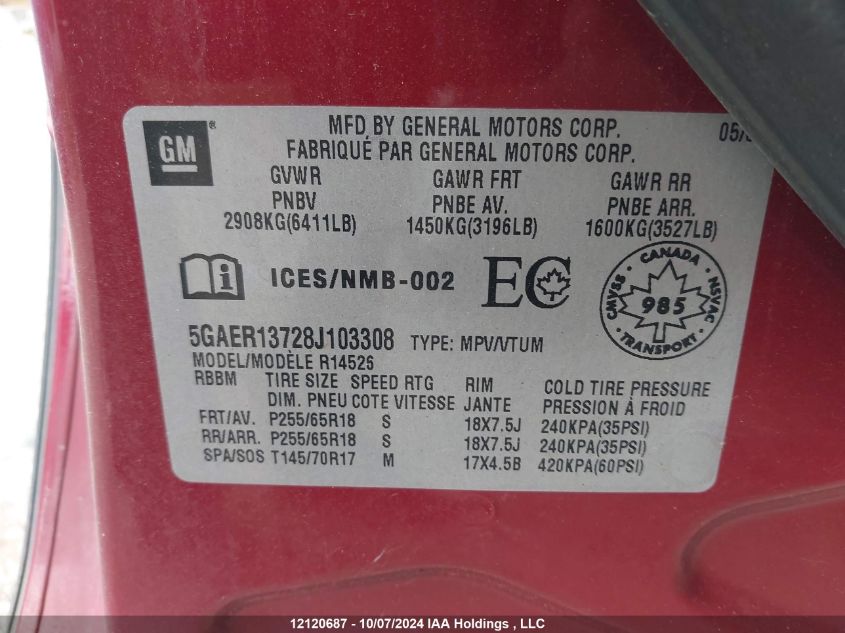 GM ®
MFD BY GENERAL MOTORS CORP.
FABRIQUÉ PAR GENERAL MOTORS CORP.
GVWR GAWR FRT GAWR RR
PNBV PNBE AV. PNBE ARR.
2908KG(6411LB) 1450KG(3196LB) 1600KG(3527LB)
i ICES/NMB-002 EC
CANADA
CMVSS 985 NSVAC
TRANSPORT
5GAER13728J103308 TYPE: MPV/VTUM
MODEL/MODÈLE R14526
RBBM TIRE SIZE SPEED RTG RIM COLD TIRE PRESSURE
DIM. PNEU COTE VITESSE JANTE PRESSION À FROID
FRT/AV. P255/65R18 S 18X7.5J 240KPA(35PSI)
RR/ARR. P255/65R18 S 18X7.5J 240KPA(35PSI)
SPA/SOS T145/70R17 M 17X4.5B 420KPA(60PSI)
12120687 - 10/07/2024 IAA Holdings , LLC